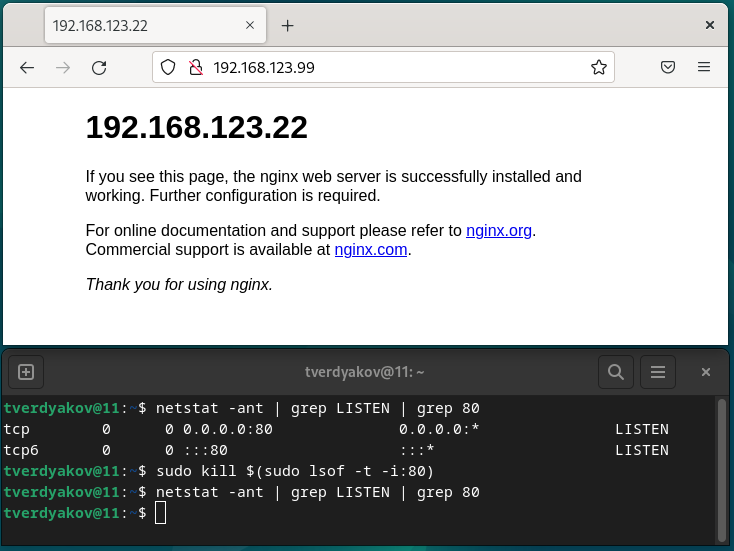 192.168.123.22
192.168.123.99
192.168.123.22
If you see this page, the nginx web server is successfully installed and
working. Further configuration is required.
For online documentation and support please refer to nginx.org.
Commercial support is available at nginx.com.
Thank you for using nginx.
tverdyakov@11: ~
tverdyakov@11:~$ netstat -ant | grep LISTEN | grep 80
tcp        0      0 0.0.0.0:80              0.0.0.0:*               LISTEN
tcp6       0      0 :::80                   :::*                    LISTEN
tverdyakov@11:~$ sudo kill $(sudo lsof -t -i:80)
tverdyakov@11:~$ netstat -ant | grep LISTEN | grep 80
tverdyakov@11:~$